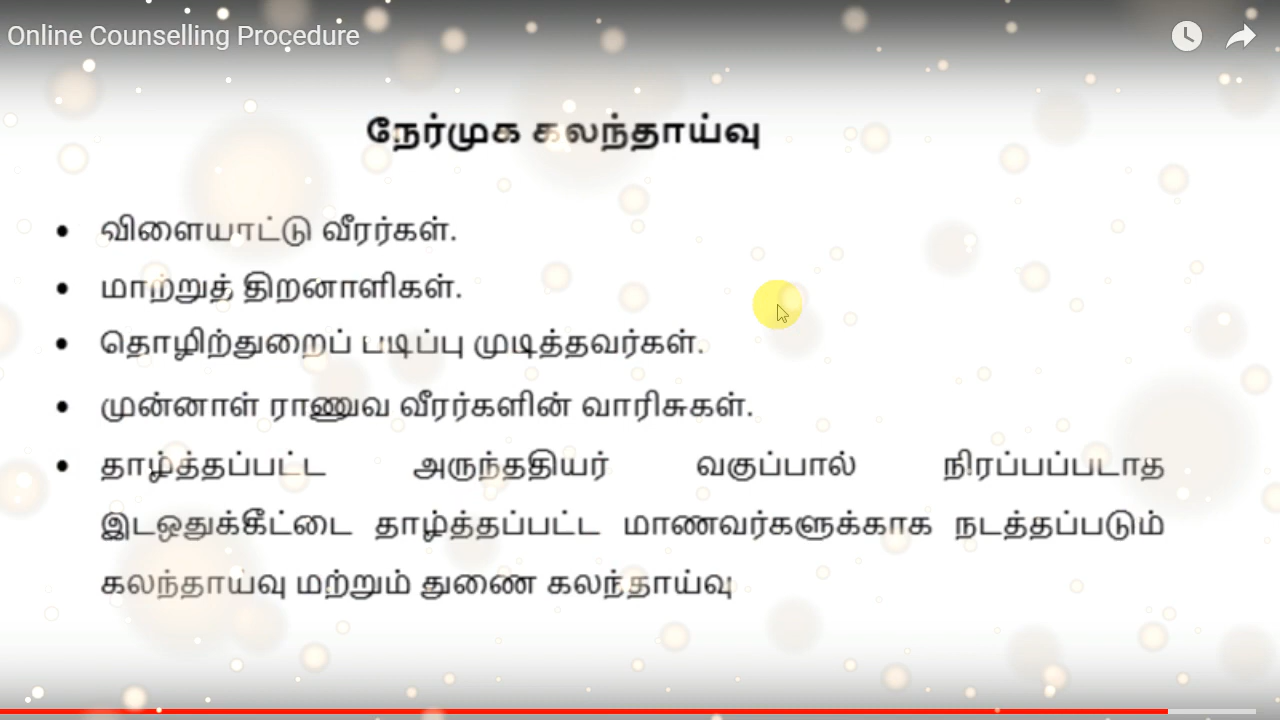 Online Counselling Procedure
நேர்முக கலந்தாய்வு
• விளையாட்டு வீரர்கள்.
• மாற்றுத் திறனாளிகள்.
• தொழிற்துறைப் படிப்பு முடித்தவர்கள்.
• முன்னாள் ராணுவ வீரர்களின் வாரிசுகள்.
• தாழ்த்தப்பட்ட அருந்ததியர் வகுப்பால் நிரப்பப்படாத
இடஒதுக்கீட்டை தாழ்த்தப்பட்ட மாணவர்களுக்காக நடத்தப்படும்
கலந்தாய்வு மற்றும் துணை கலந்தாய்வு